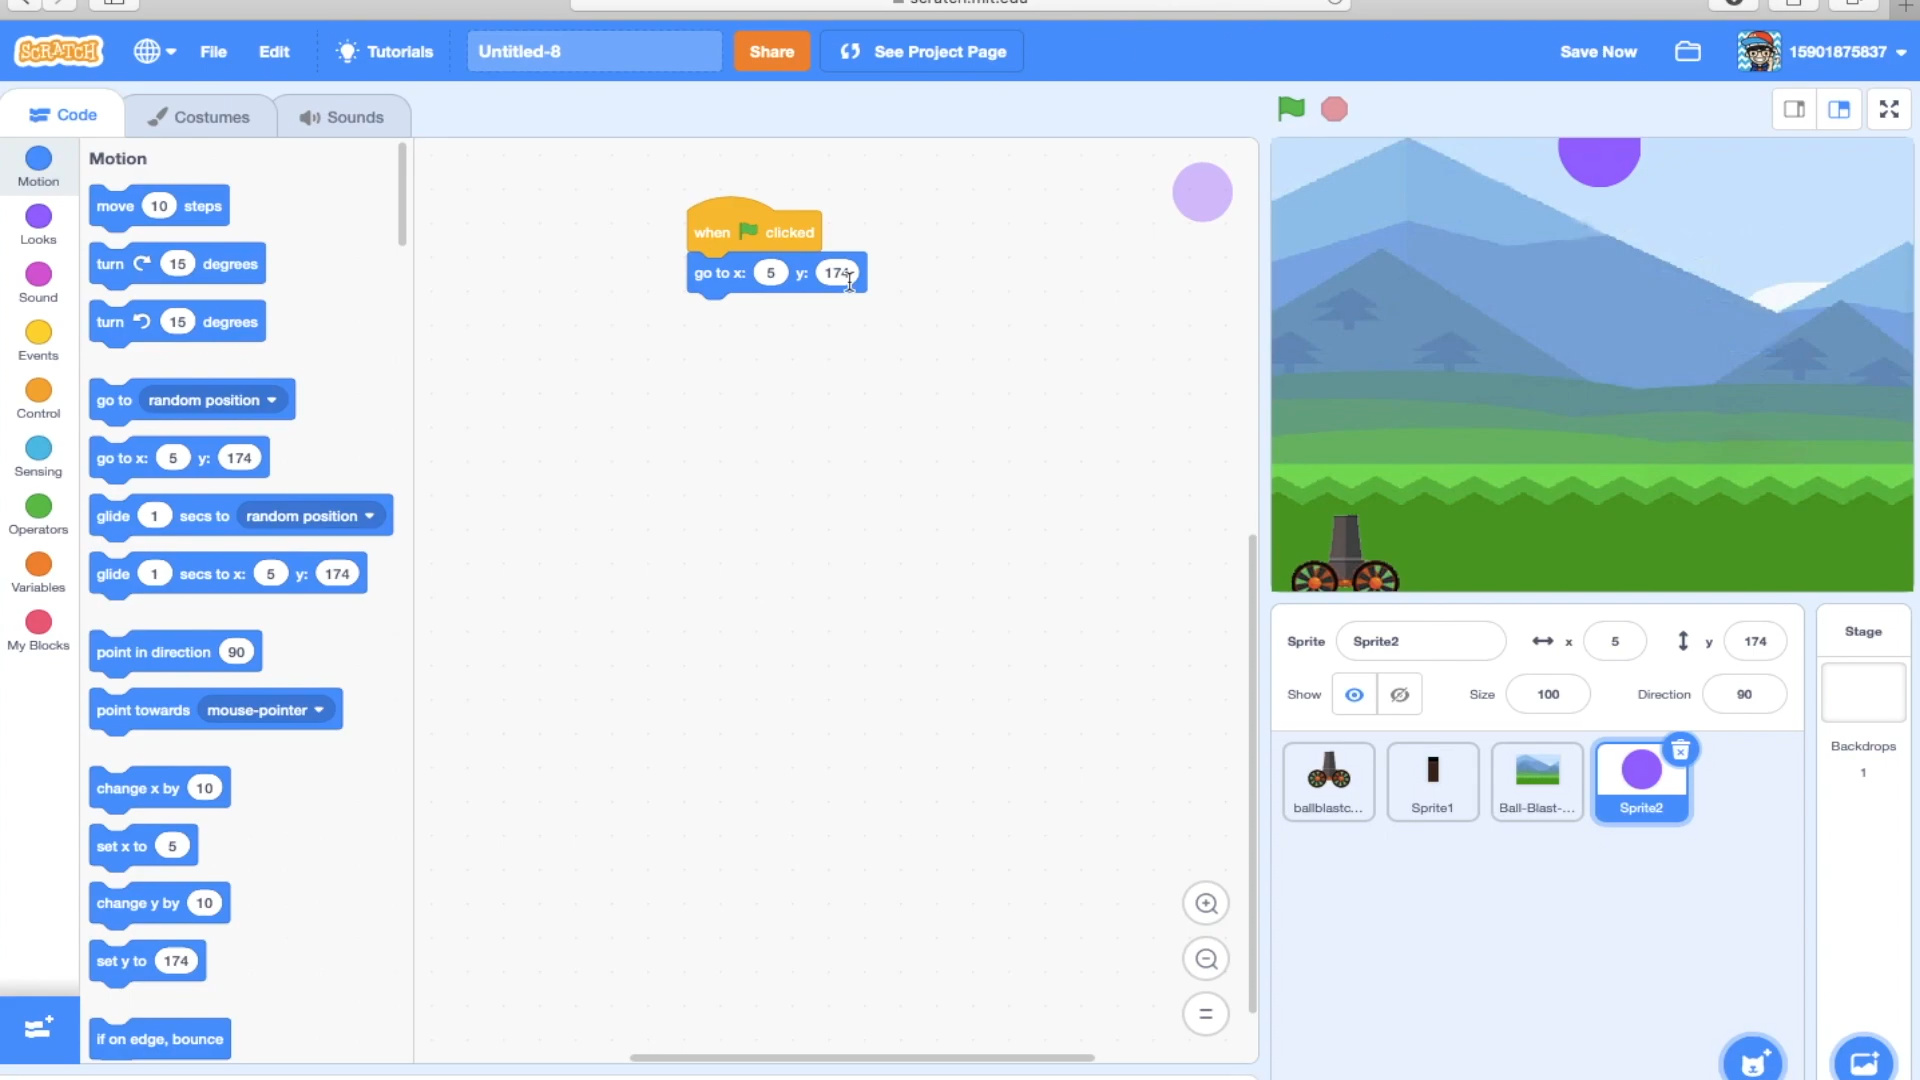 scratch.mit.edu
SCRATCH
File
Edit
Tutorials
Untitled-8
Share
See Project Page
Save Now
15901875837
Code
Costumes
Sounds
Motion
Looks
Sound
Events
Control
Sensing
Operators
Variables
My Blocks
Motion
move 10 steps
turn 15 degrees
turn 15 degrees
go to random position
go to x: 5 y: 174
glide 1 secs to random position
glide 1 secs to x: 5 y: 174
point in direction 90
point towards mouse-pointer
change x by 10
set x to 5
change y by 10
set y to 174
if on edge, bounce
when clicked
go to x: 5 y: 174
Sprite Sprite2 x 5 y 174
Show Size 100 Direction 90
ballblastc...
Sprite1
Ball-Blast-...
Sprite2
Stage
Backdrops
1